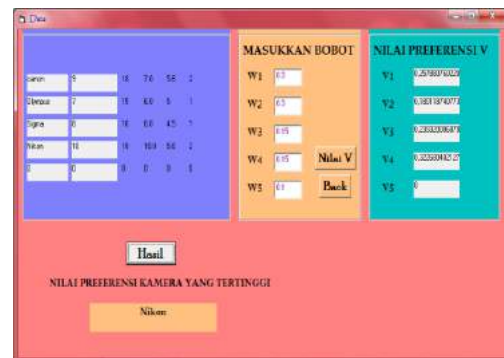 Data
canon 9 18 7.0 5.6 2
Olympus 7 18 6.0 5 1
Sigma 8 16 8.0 4.5 1
Nikon 10 18 10.0 5.6 2
0 0 0 0 0 0
MASUKKAN BOBOT
W1 0.3
W2 0.3
W3 0.15
W4 0.15
W5 0.1
Nilai V
Back
NILAI PREFERENSI V
V1
V2
V3
V4
V5 0
Hasil
NILAI PREFERENSI KAMERA YANG TERTINGGI
Nikon